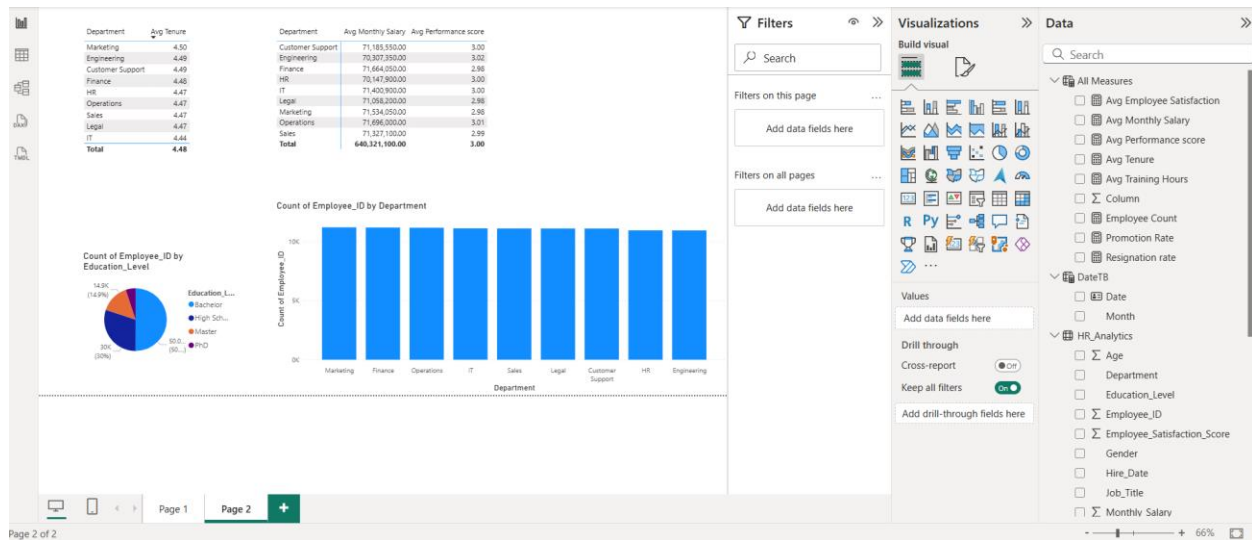 Department Avg Tenure
Marketing 4.50
Engineering 4.49
Customer Support 4.49
Finance 4.48
HR 4.47
Operations 4.47
Sales 4.47
Legal 4.47
IT 4.44
Total 4.48
Department Avg Monthly Salary Avg Performance score
Customer Support 71,185,550.00 3.00
Engineering 70,307,350.00 3.02
Finance 71,664,050.00 2.98
HR 70,147,900.00 3.00
IT 71,400,900.00 3.00
Legal 71,058,200.00 2.98
Marketing 71,534,050.00 2.98
Operations 71,696,000.00 3.01
Sales 71,327,100.00 2.99
Total 640,321,100.00 3.00
Count of Employee_ID by
Education_Level
14.9K
(14.9%)
30K
(30%)
50.0...
(50....)
Education_L...
Bachelor
High Sch...
Master
PhD
Count of Employee_ID by Department
Count of Employee_ID
10K
5K
0K
Marketing Finance Operations IT Sales Legal Customer Support HR Engineering
Department
DAX
TMDL
Page 1 Page 2 +
Page 2 of 2
Filters
Search
Filters on this page ...
Add data fields here
Filters on all pages ...
Add data fields here
Visualizations
Build visual
123
R Py
...
Values
Add data fields here
Drill through
Cross-report Off
Keep all filters On
Add drill-through fields here
Data
Search
All Measures
Avg Employee Satisfaction
Avg Monthly Salary
Avg Performance score
Avg Tenure
Avg Training Hours
Σ Column
Employee Count
Promotion Rate
Resignation rate
DateTB
Date
Month
HR_Analytics
Σ Age
Department
Education_Level
Σ Employee_ID
Σ Employee_Satisfaction_Score
Gender
Hire_Date
Job_Title
Σ Monthly_Salary
- + 66%